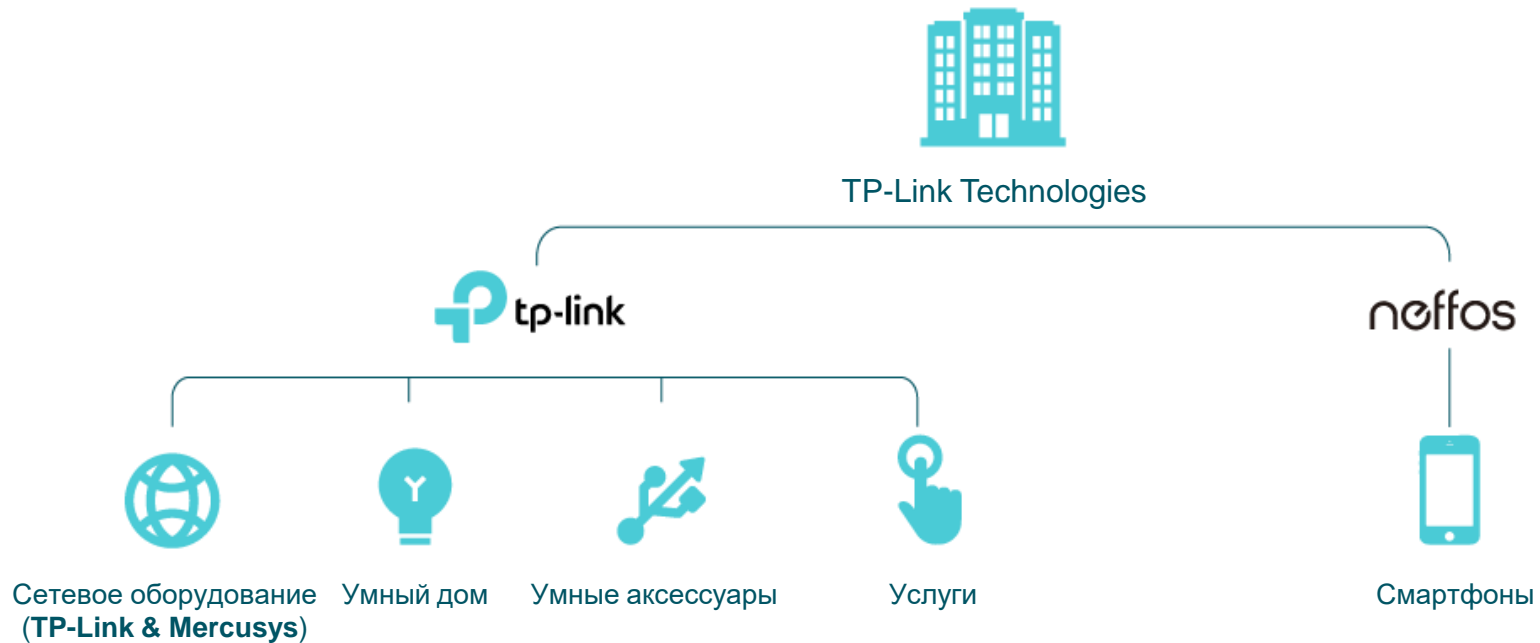 TP-Link Technologies
tp-link
neffos
Сетевое оборудование
(TP-Link & Mercusys)
Умный дом
Умные аксессуары
Услуги
Смартфоны